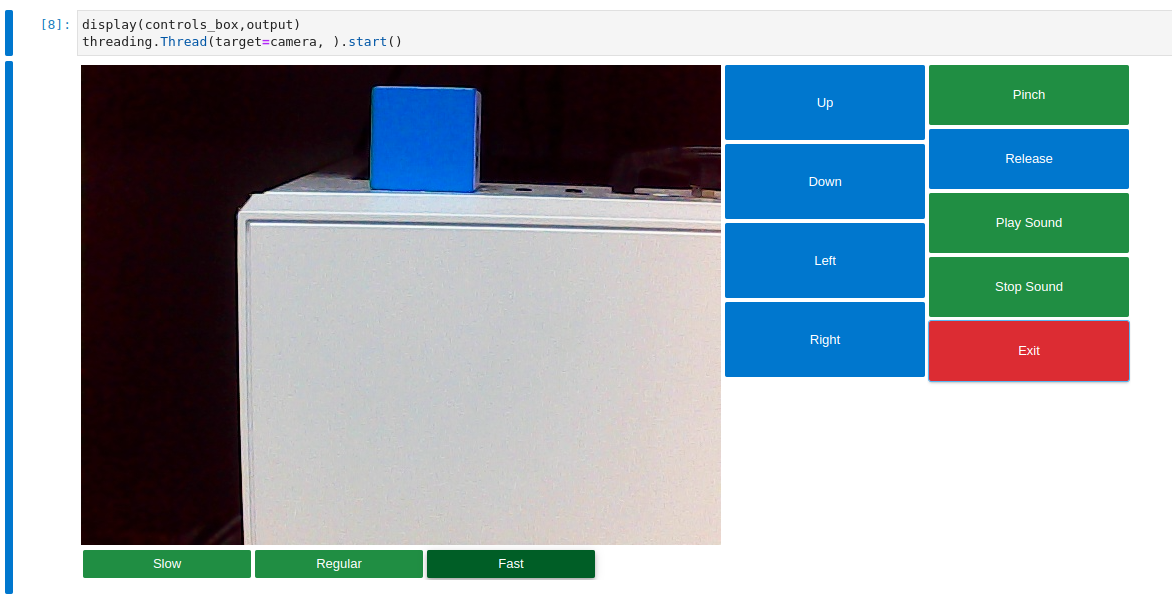 [8]: display(controls_box,output)
threading.Thread(target=camera, ).start()
Up
Down
Left
Right
Pinch
Release
Play Sound
Stop Sound
Exit
Slow
Regular
Fast